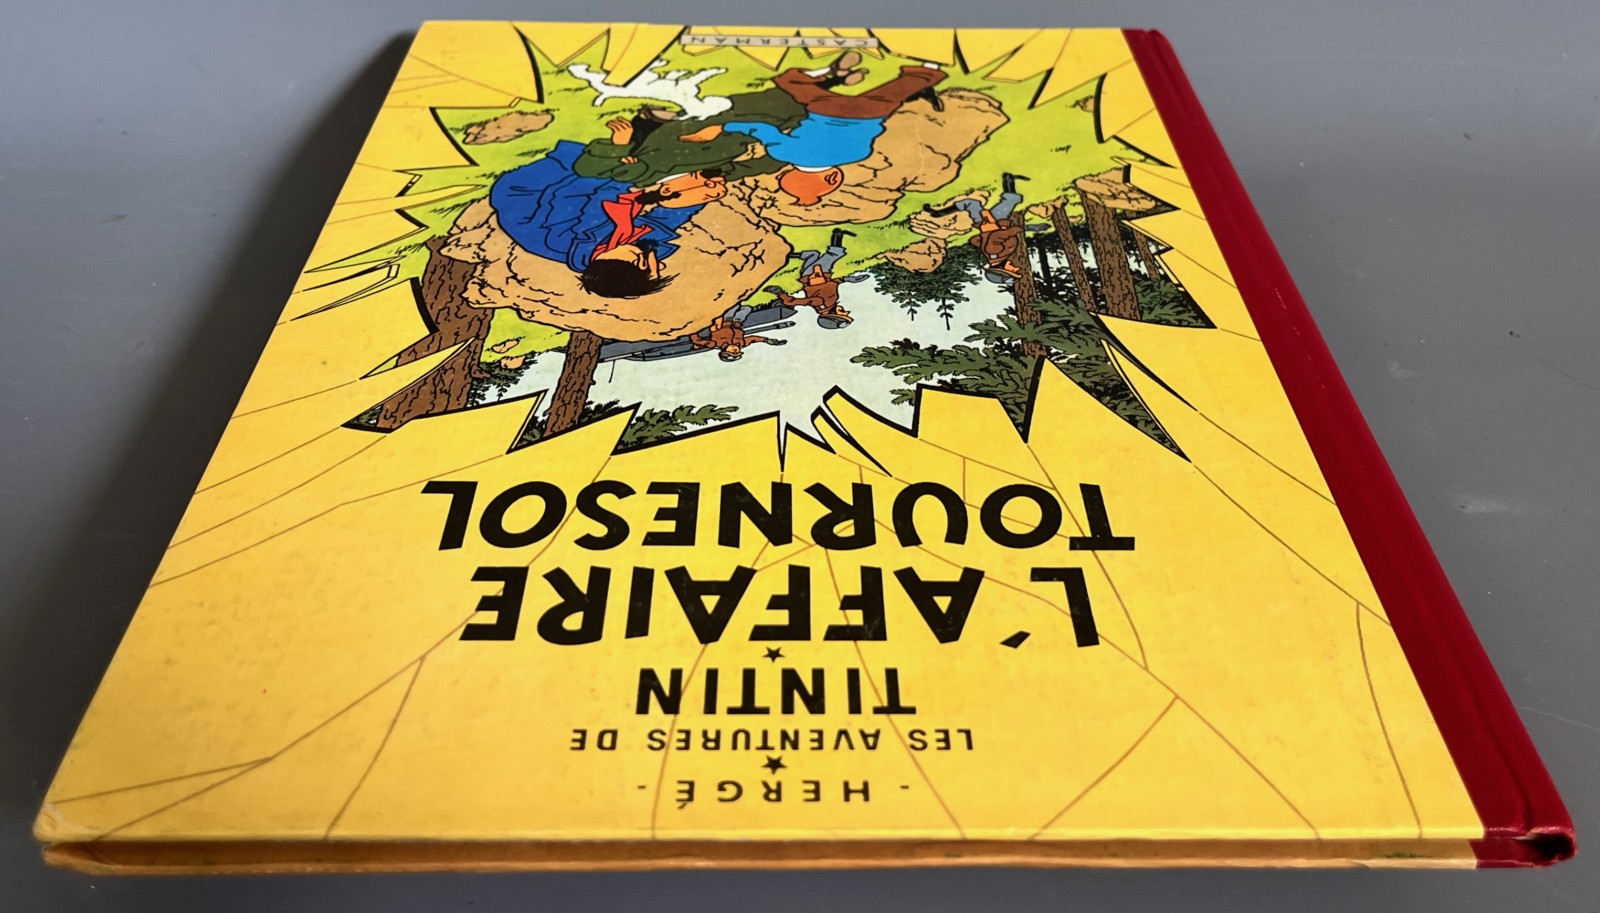 - HERGÉ -
LES AVENTURES DE
TINTIN
L'AFFAIRE
TOURNESOL
CASTERMAN